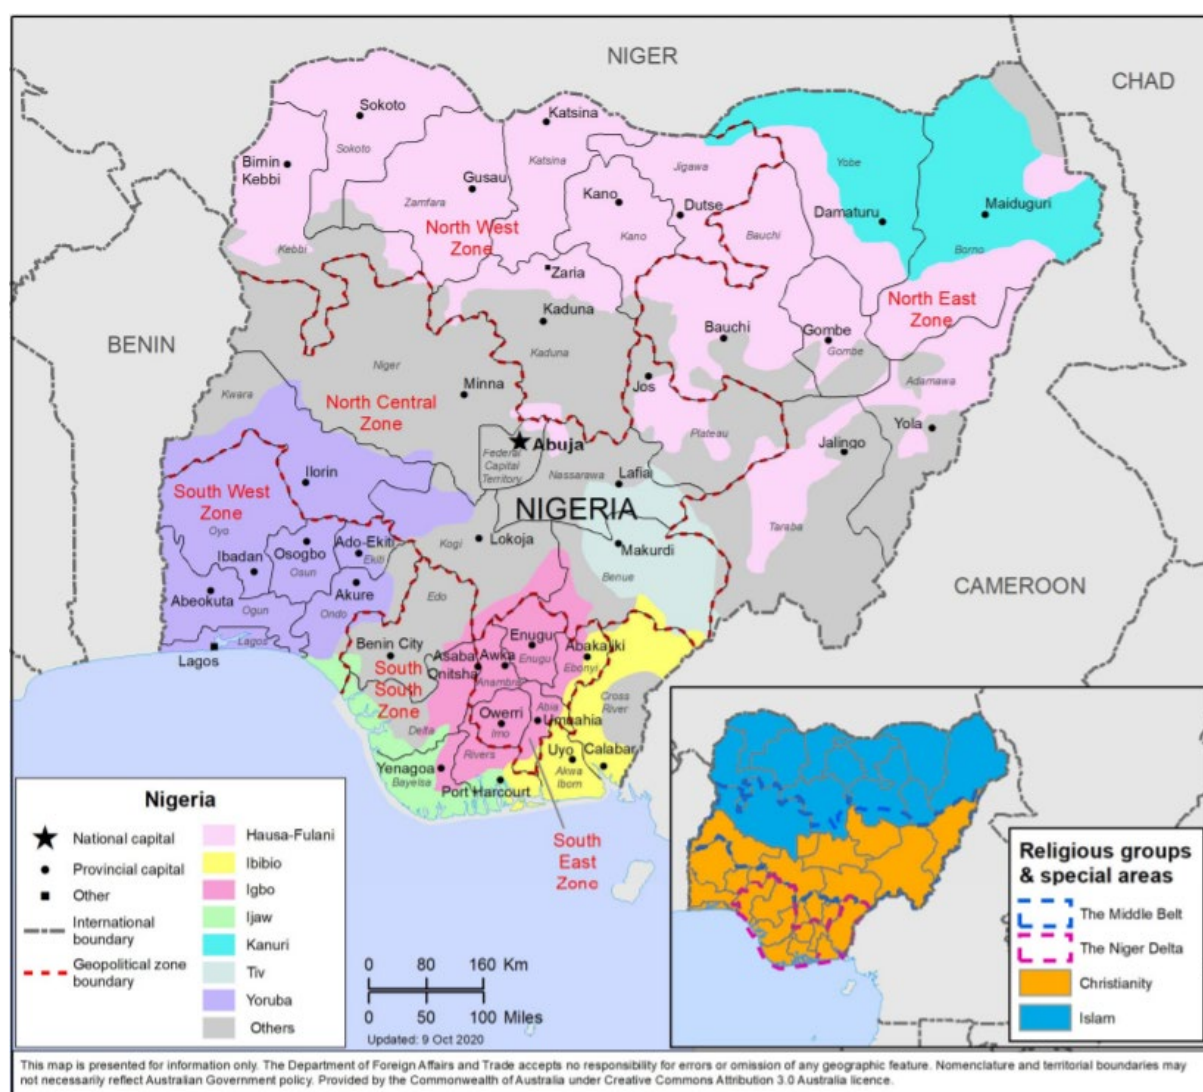 NIGER
CHAD
Sokoto
Katsina
Sokoto
Katsina
Jigawa
Yobe
Bimin
Kebbi
Gusau
Kano
Zamfara
Dutse
Damaturu
Maiduguri
North West
Zone
Kano
Bauchi
Borno
Kebbi
Zaria
North East
Zone
Kaduna
Bauchi
Gombe
BENIN
Kaduna
Gombe
Niger
Minna
Jos
Adamawa
Kwara
North Central
Zone
Yola
Abuja
Plateau
Jalingo
Federal
Capital
Territory
Nassarawa
Lafiai
Ilorin
South West
Zone
NIGERIA
Oyo
Taraba
Kogi
Lokoja
Makurdi
Ado-Ekiti
Osogbo
Ekiti
Ibadan
Osun
Benue
CAMEROON
Abeokuta
Akure
Edo
Ogun
Ondo
Lagos
Lagos
Benin City
Enugu
Enugu
Abakaliki
Ebonyi
Asaba
Onitsha
Awka
Anambra
South
South
Zone
Cross
River
Owerri
Imo
Abia
Umuahia
Delta
Rivers
Uyo
Calabar
Yenagoa
Bayelsa
Akwa
Ibom
Port Harcourt
South
East
Zone
Nigeria
National capital
Provincial capital
Other
International
boundary
Geopolitical zone
boundary
Hausa-Fulani
Ibibio
Igbo
Ijaw
Kanuri
Tiv
Yoruba
Others
0 80 160 Km
0 50 100 Miles
Updated: 9 Oct 2020
Religious groups
& special areas
The Middle Belt
The Niger Delta
Christianity
Islam
This map is presented for information only. The Department of Foreign Affairs and Trade accepts no responsibility for errors or omission of any geographic feature. Nomenclature and territorial boundaries may
not necessarily reflect Australian Government policy. Provided by the Commonwealth of Australia under Creative Commons Attribution 3.0 Australia licence.